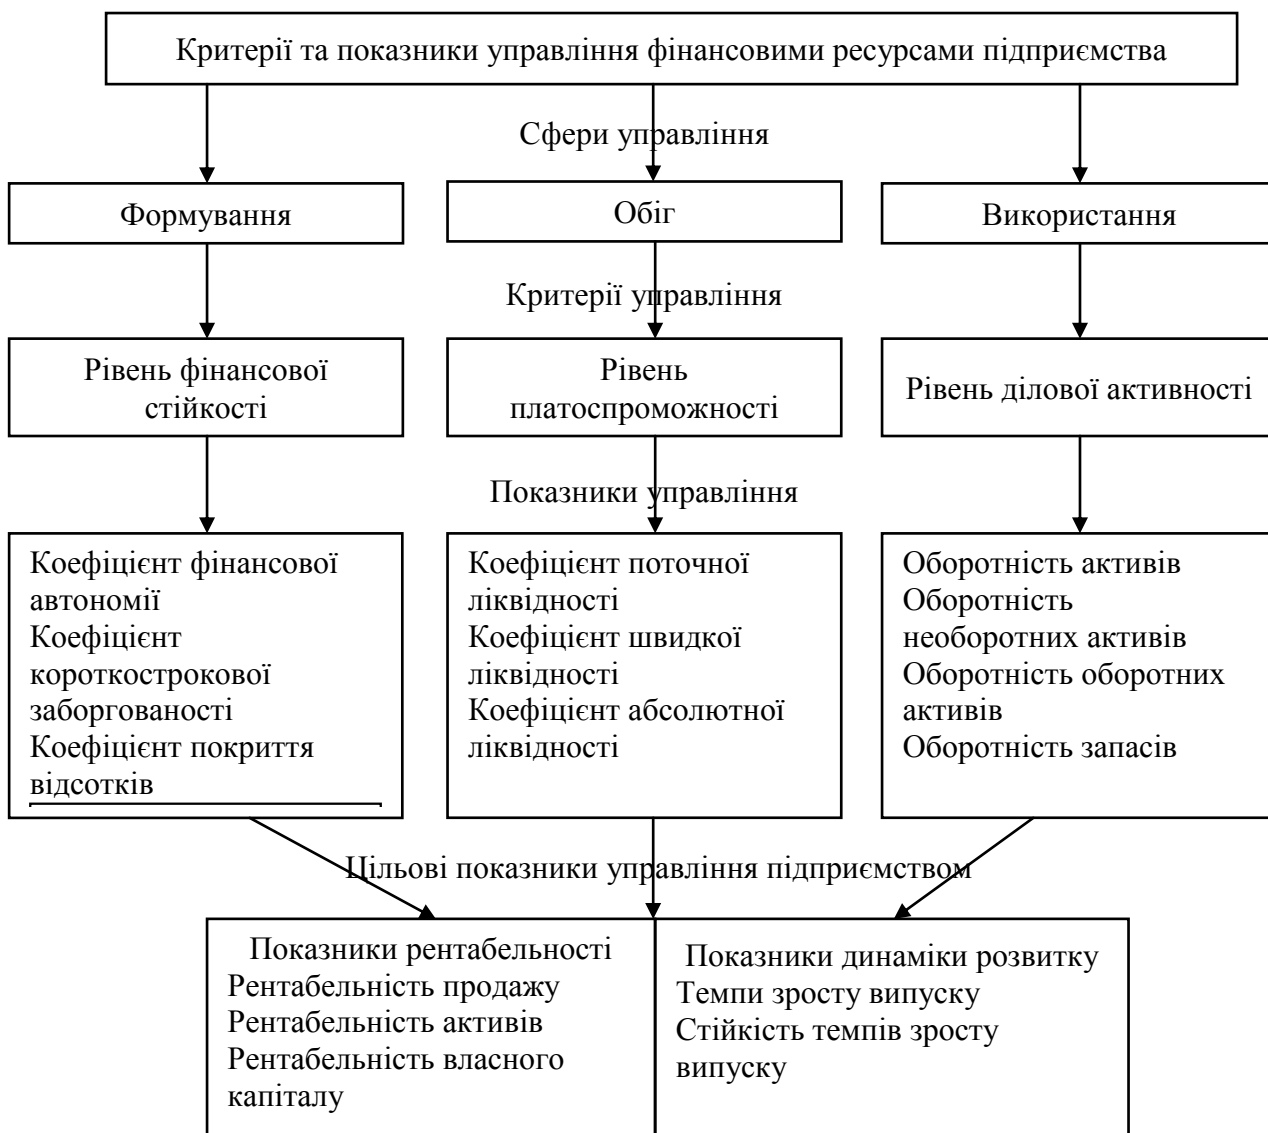 Критерії та показники управління фінансовими ресурсами підприємства
Сфери управління
Формування
Обіг
Використання
Критерії управління
Рівень фінансової
стійкості
Рівень
платоспроможності
Рівень ділової активності
Показники управління
Коефіцієнт фінансової
автономії
Коефіцієнт
короткострокової
заборгованості
Коефіцієнт покриття
відсотків
Коефіцієнт поточної
ліквідності
Коефіцієнт швидкої
ліквідності
Коефіцієнт абсолютної
ліквідності
Оборотність активів
Оборотність
необоротних активів
Оборотність оборотних
активів
Оборотність запасів
Цільові показники управління підприємством
Показники рентабельності
Рентабельність продажу
Рентабельність активів
Рентабельність власного
капіталу
Показники динаміки розвитку
Темпи зросту випуску
Стійкість темпів зросту
випуску